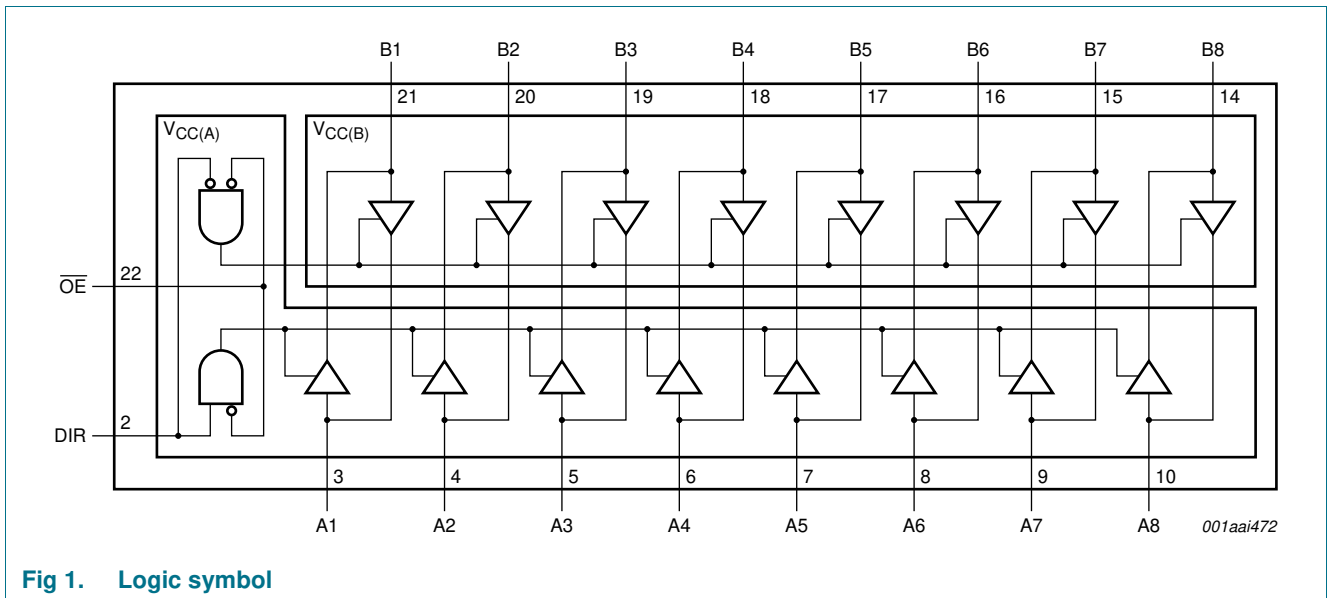 B1 B2 B3 B4 B5 B6 B7 B8
21 20 19 18 17 16 15 14
VCC(A) VCC(B)
OE 22
DIR 2
3 4 5 6 7 8 9 10
A1 A2 A3 A4 A5 A6 A7 A8 001aai472
Fig 1. Logic symbol